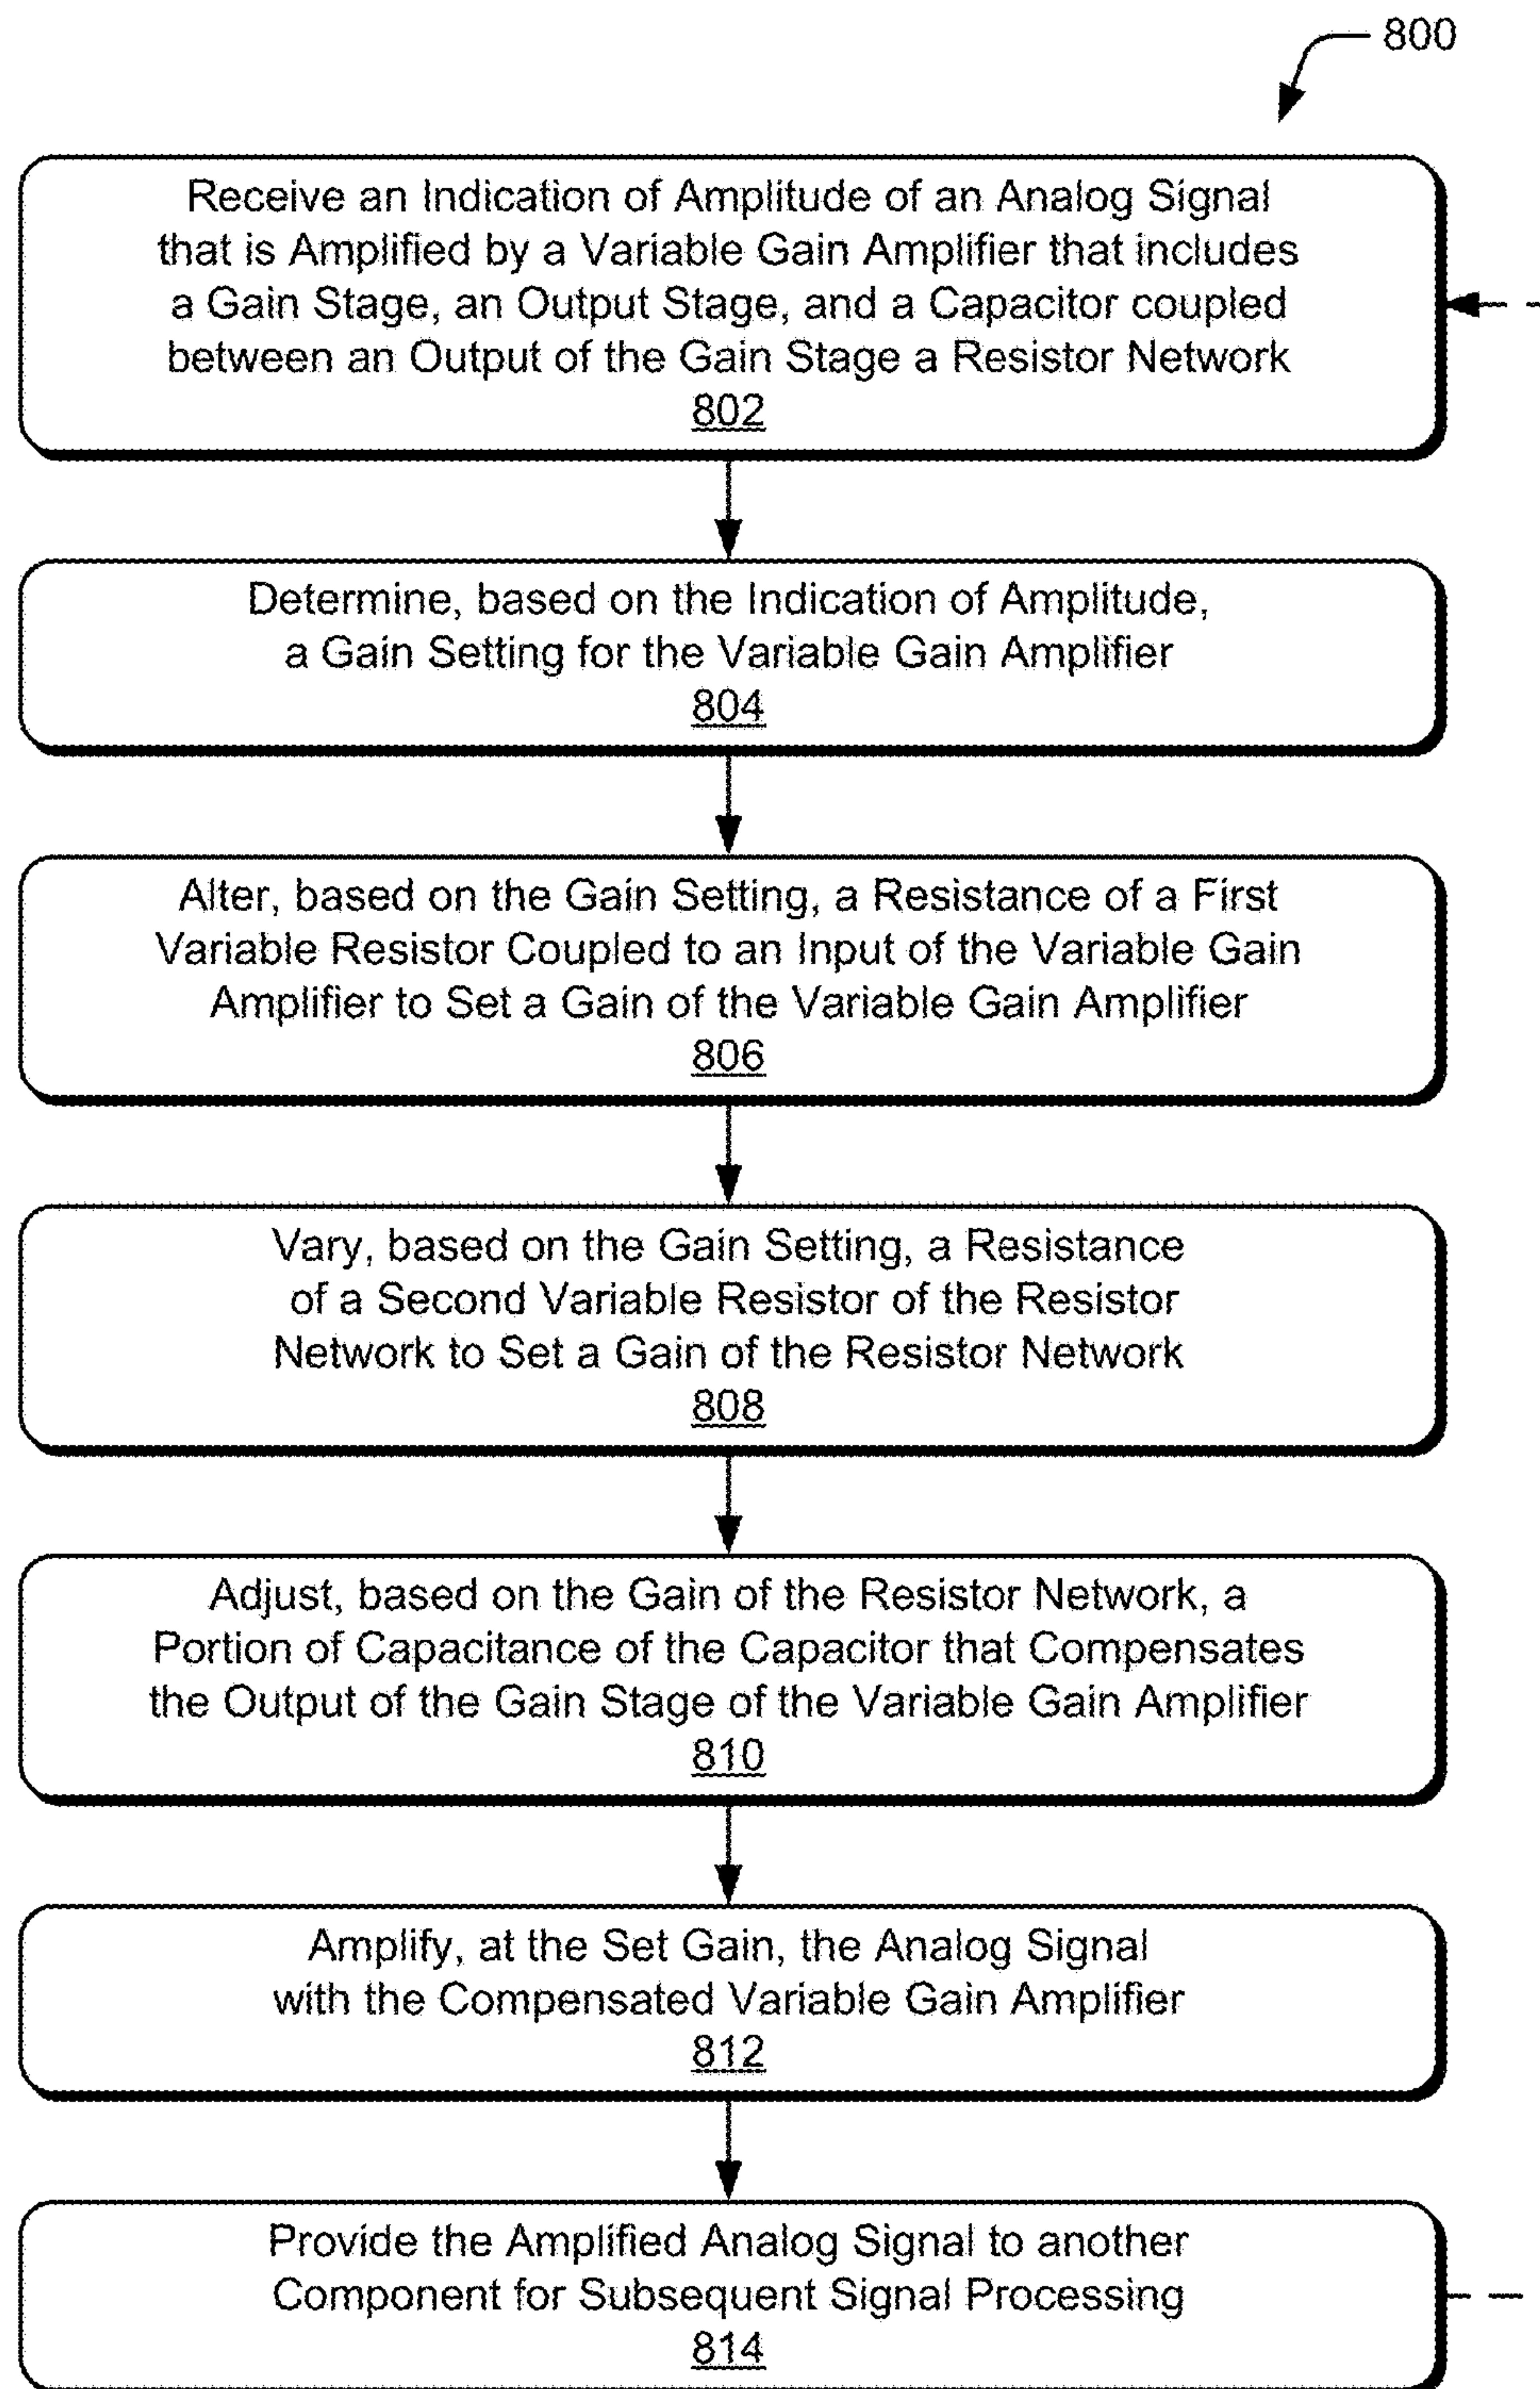 800
Receive an Indication of Amplitude of an Analog Signal
that is Amplified by a Variable Gain Amplifier that includes
a Gain Stage, an Output Stage, and a Capacitor coupled
between an Output of the Gain Stage a Resistor Network
802
Determine, based on the Indication of Amplitude,
a Gain Setting for the Variable Gain Amplifier
804
Alter, based on the Gain Setting, a Resistance of a First
Variable Resistor Coupled to an Input of the Variable Gain
Amplifier to Set a Gain of the Variable Gain Amplifier
806
Vary, based on the Gain Setting, a Resistance
of a Second Variable Resistor of the Resistor
Network to Set a Gain of the Resistor Network
808
Adjust, based on the Gain of the Resistor Network, a
Portion of Capacitance of the Capacitor that Compensates
the Output of the Gain Stage of the Variable Gain Amplifier
810
Amplify, at the Set Gain, the Analog Signal
with the Compensated Variable Gain Amplifier
812
Provide the Amplified Analog Signal to another
Component for Subsequent Signal Processing
814